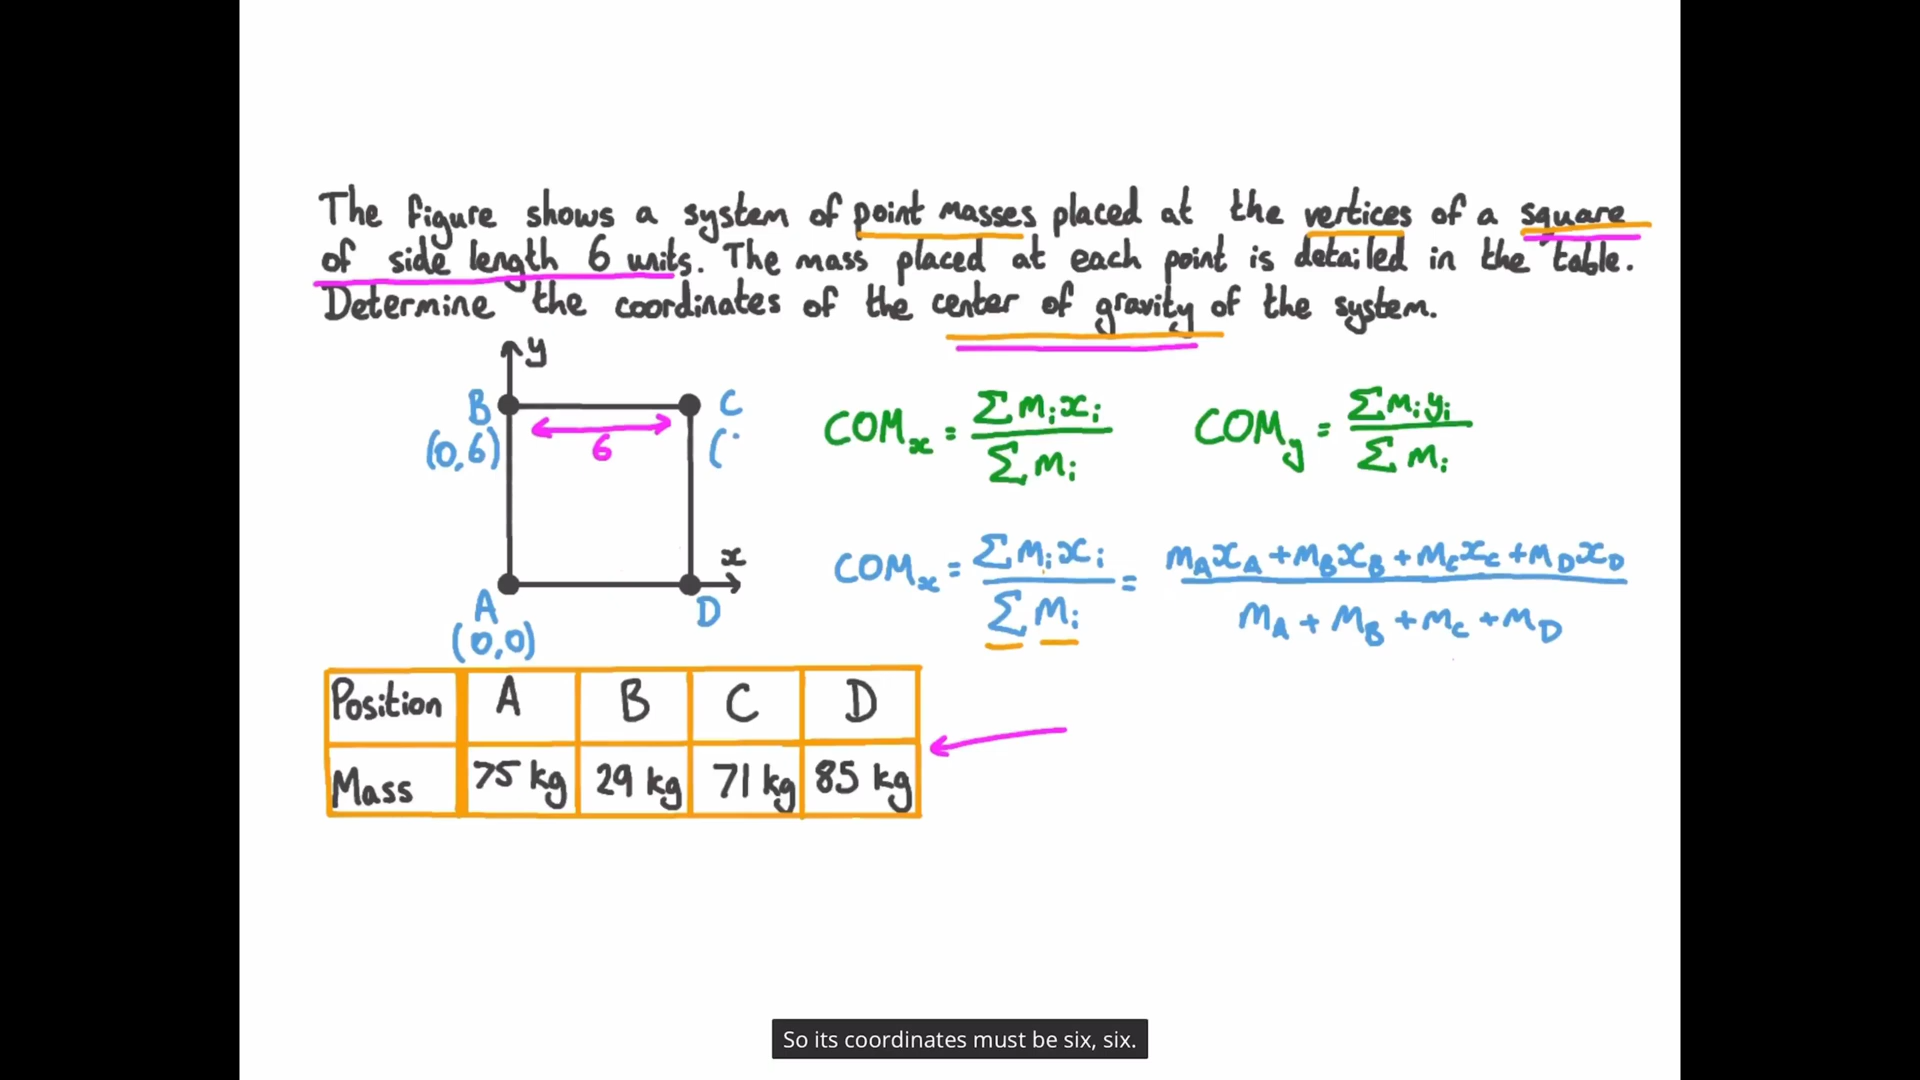 The figure shows a system of point masses placed at the vertices of a square
of side length 6 units. The mass placed at each point is detailed in the table.
Determine the coordinates of the center of gravity of the system.
y
B
C
(0,6)
6
(
x
A
D
(0,0)
COMx = ΣMixi / ΣMi
COMy = ΣMiyi / ΣMi
COMx = ΣMixi / ΣMi = MAxA + MBxB + MCxC + MDxD / MA + MB + MC + MD
Position A B C D
Mass 75 kg 29 kg 71 kg 85 kg
So its coordinates must be six, six.